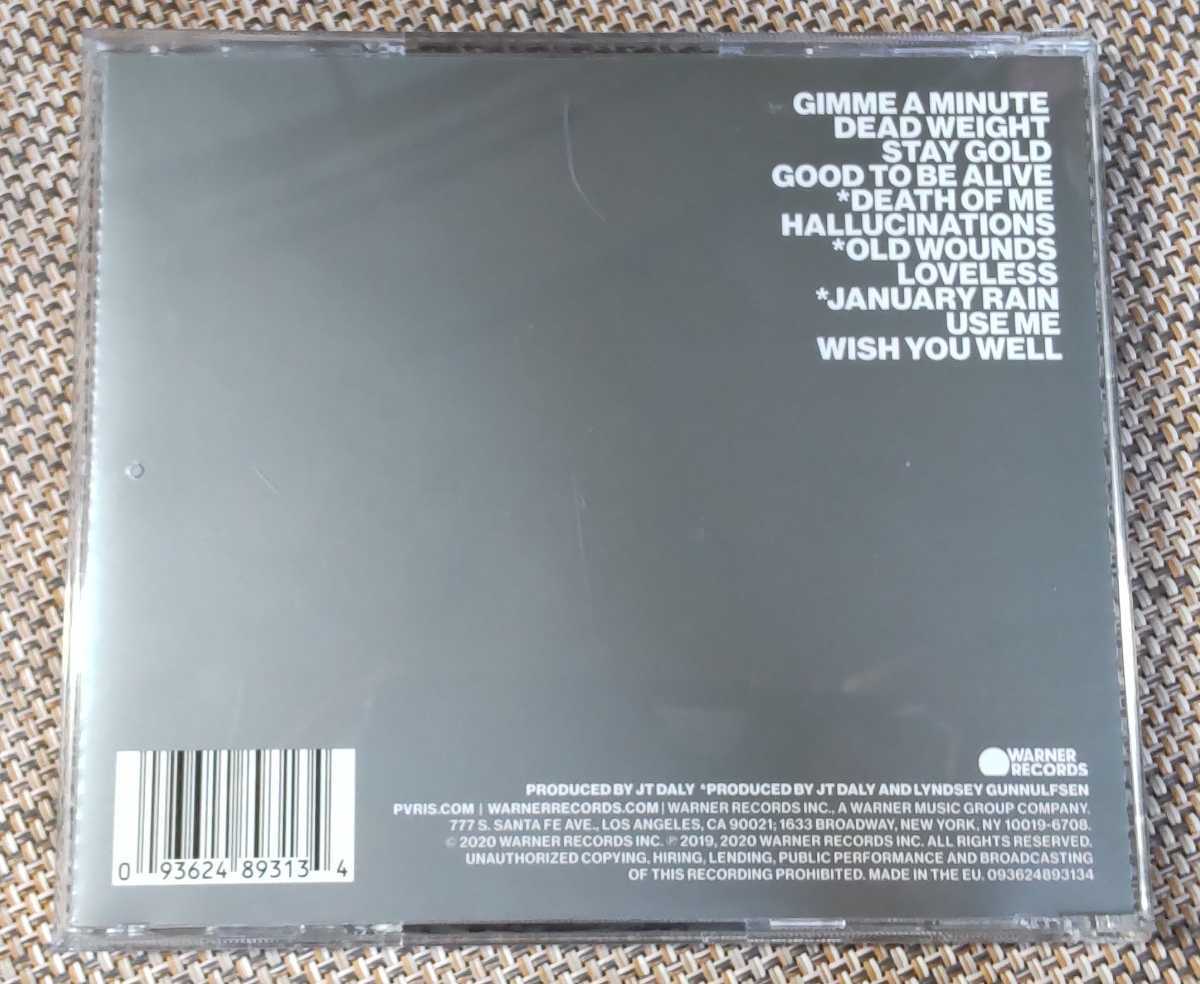 GIMME A MINUTE
DEAD WEIGHT
STAY GOLD
GOOD TO BE ALIVE
*DEATH OF ME
HALLUCINATIONS
*OLD WOUNDS
LOVELESS
*JANUARY RAIN
USE ME
WISH YOU WELL
WARNER
RECORDS
PRODUCED BY JT DALY *PRODUCED BY JT DALY AND LYNDSEY GUNNULFSEN
PVRIS.COM | WARNERRECORDS.COM | WARNER RECORDS INC., A WARNER MUSIC GROUP COMPANY.
777 S. SANTA FE AVE., LOS ANGELES, CA 90021; 1633 BROADWAY, NEW YORK, NY 10019-6708.
© 2020 WARNER RECORDS INC. ℗ 2019, 2020 WARNER RECORDS INC. ALL RIGHTS RESERVED.
UNAUTHORIZED COPYING, HIRING, LENDING, PUBLIC PERFORMANCE AND BROADCASTING
OF THIS RECORDING PROHIBITED. MADE IN THE EU. 093624893134
0 93624 89313 4